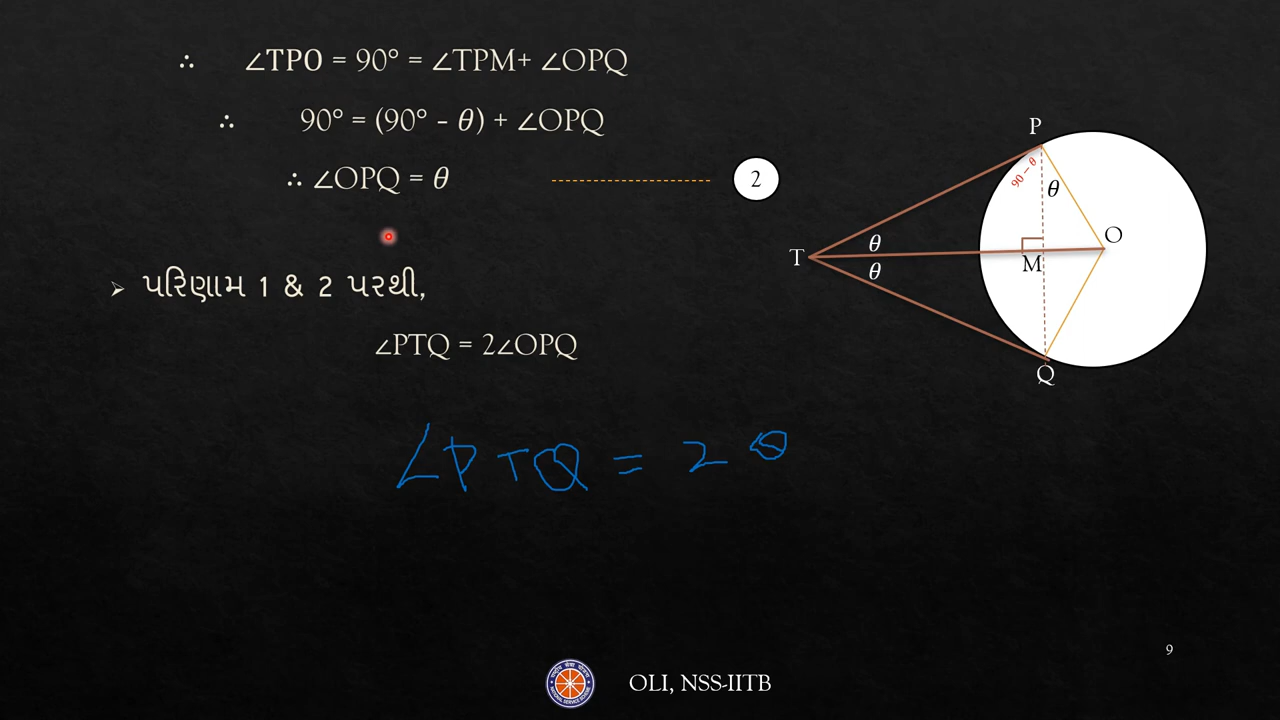 ∴ ∠TPO = 90° = ∠TPM+ ∠OPQ
∴ 90° = (90° – θ) + ∠OPQ
∴ ∠OPQ = θ
2
➢ પરિણામ 1 & 2 પરથી,
∠PTQ = 2∠OPQ
∠PTQ = 2θ
P
90 – θ
θ
O
T
θ
θ
M
Q
9
OLI, NSS-IITB